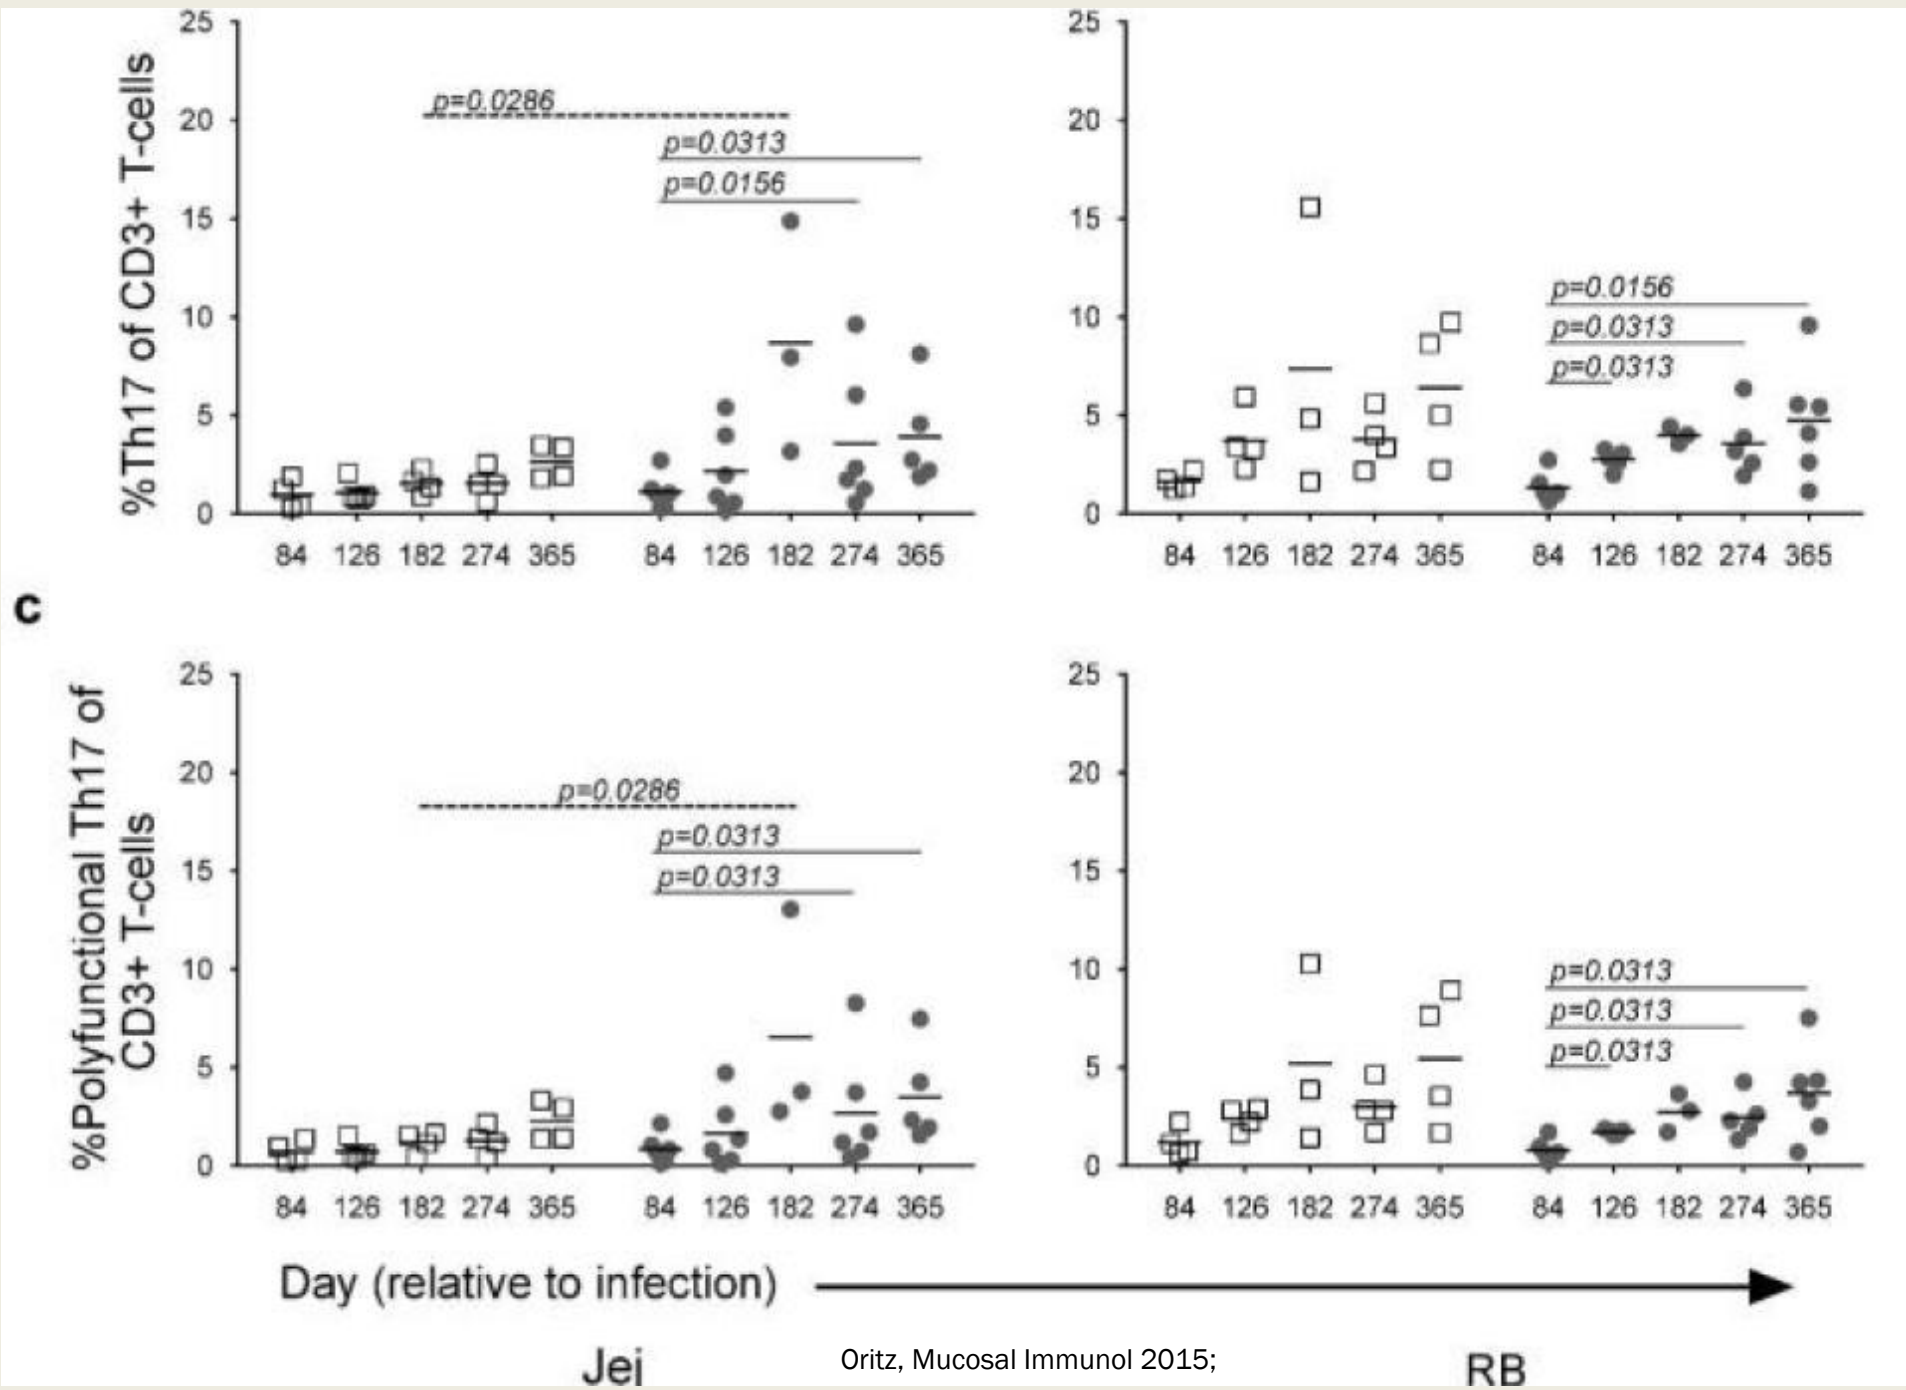 25
20
15
10
5
0
%Th17 of CD3+ T-cells
p=0.0286
p=0.0313
p=0.0156
84 126 182 274 365 84 126 182 274 365
25
20
15
10
5
0
p=0.0156
p=0.0313
p=0.0313
84 126 182 274 365 84 126 182 274 365
c
25
20
15
10
5
0
%Polyfunctional Th17 of
CD3+ T-cells
p=0.0286
p=0.0313
p=0.0313
84 126 182 274 365 84 126 182 274 365
25
20
15
10
5
0
p=0.0313
p=0.0313
p=0.0313
84 126 182 274 365 84 126 182 274 365
Day (relative to infection)
Jej
Oritz, Mucosal Immunol 2015;
RB